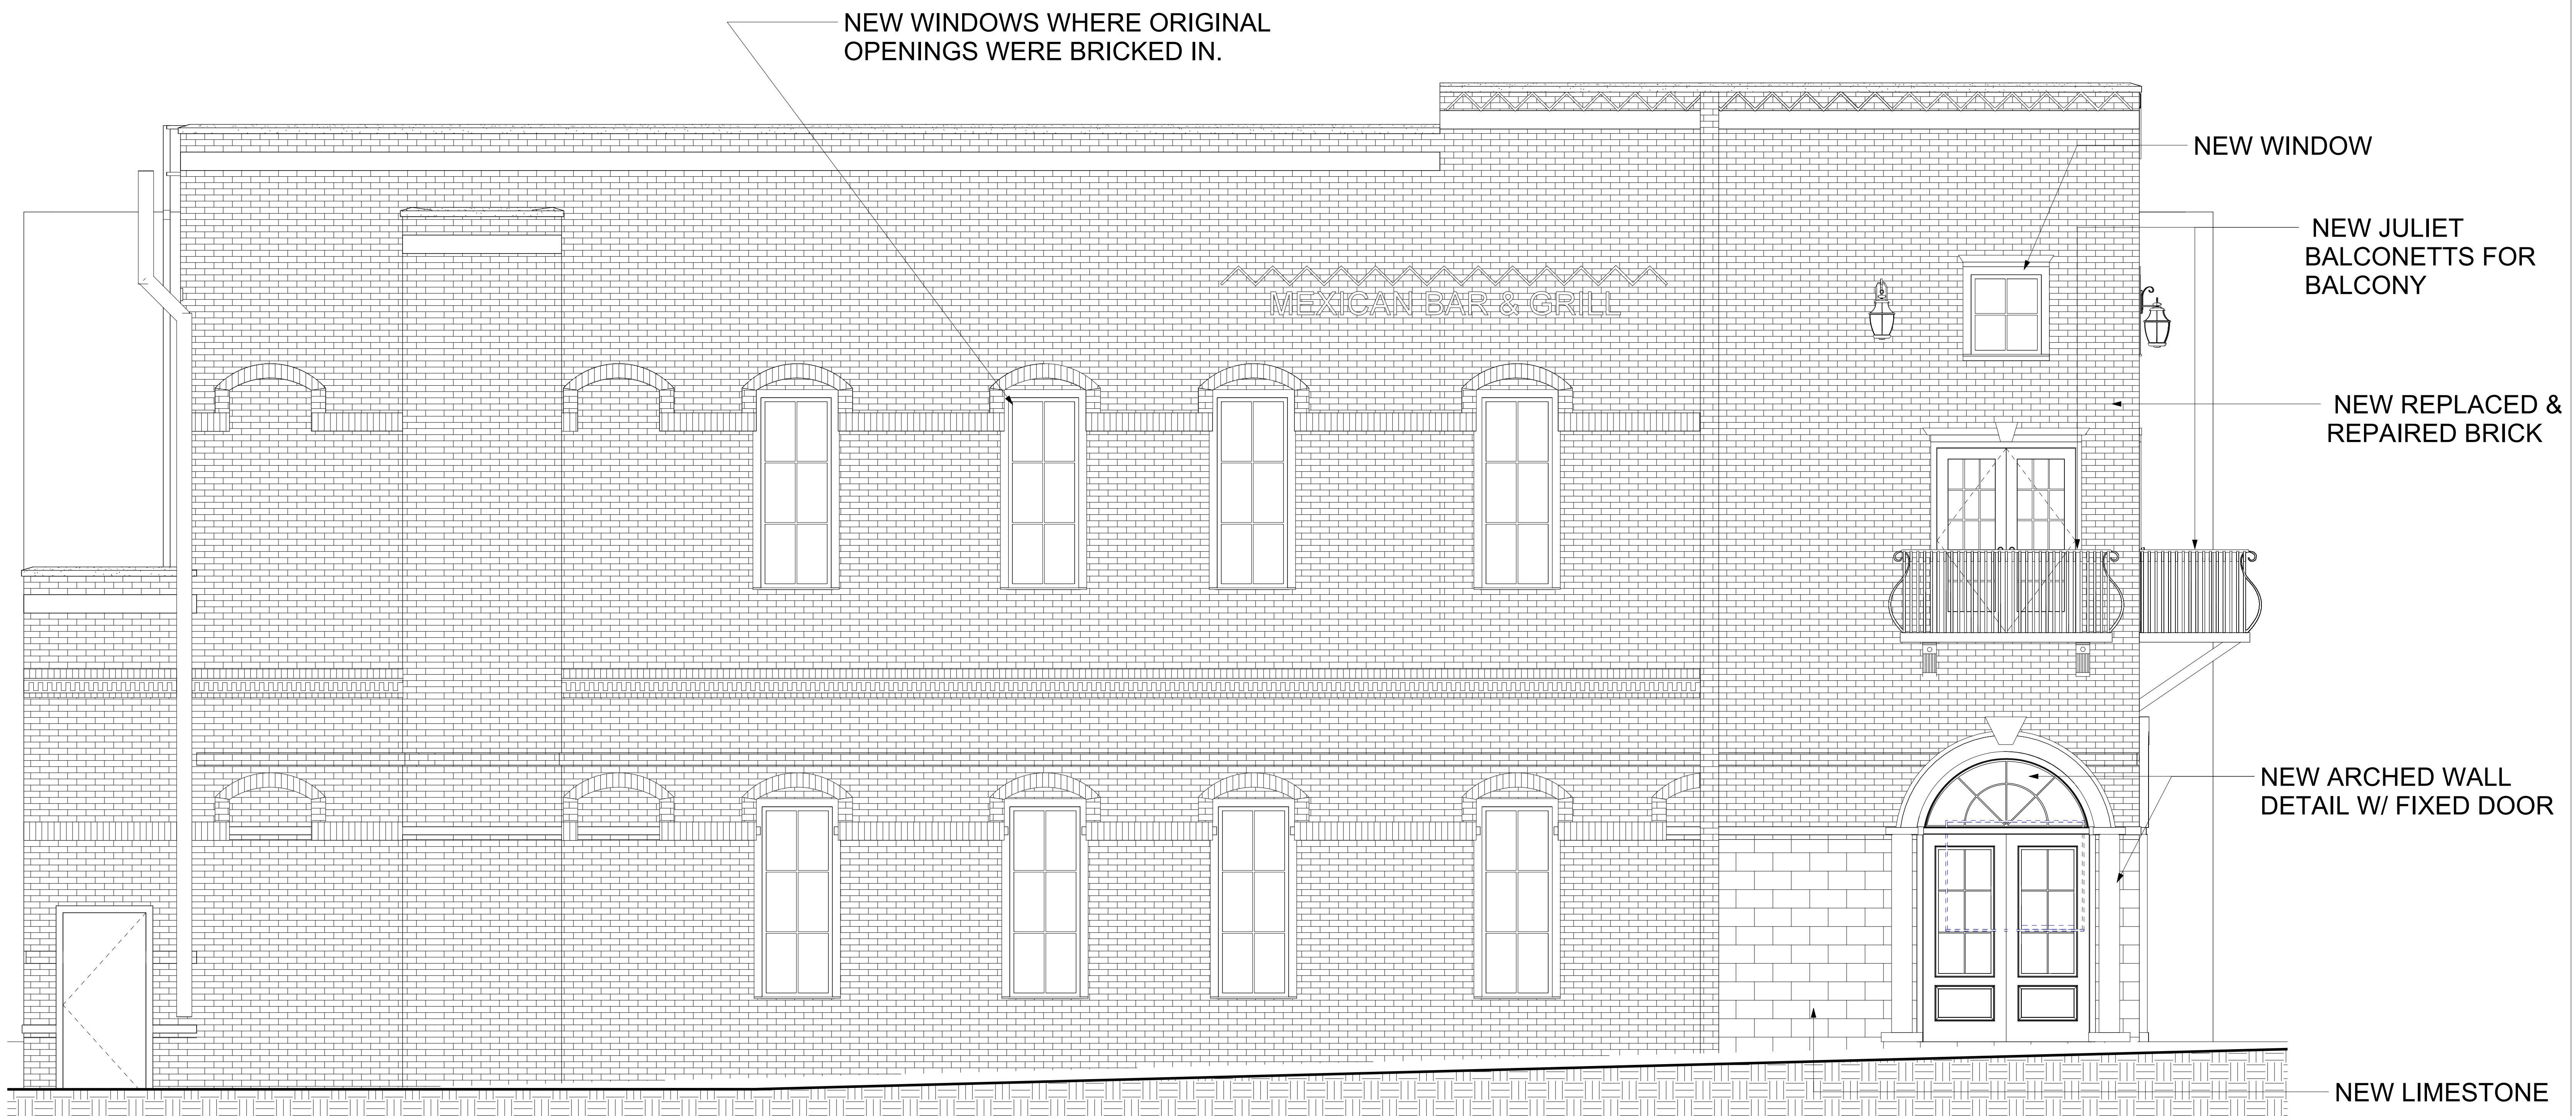 NEW WINDOWS WHERE ORIGINAL
OPENINGS WERE BRICKED IN.
NEW WINDOW
NEW JULIET
BALCONETTS FOR
BALCONY
MEXICAN BAR & GRILL
NEW REPLACED &
REPAIRED BRICK
NEW ARCHED WALL
DETAIL W/ FIXED DOOR
NEW LIMESTONE